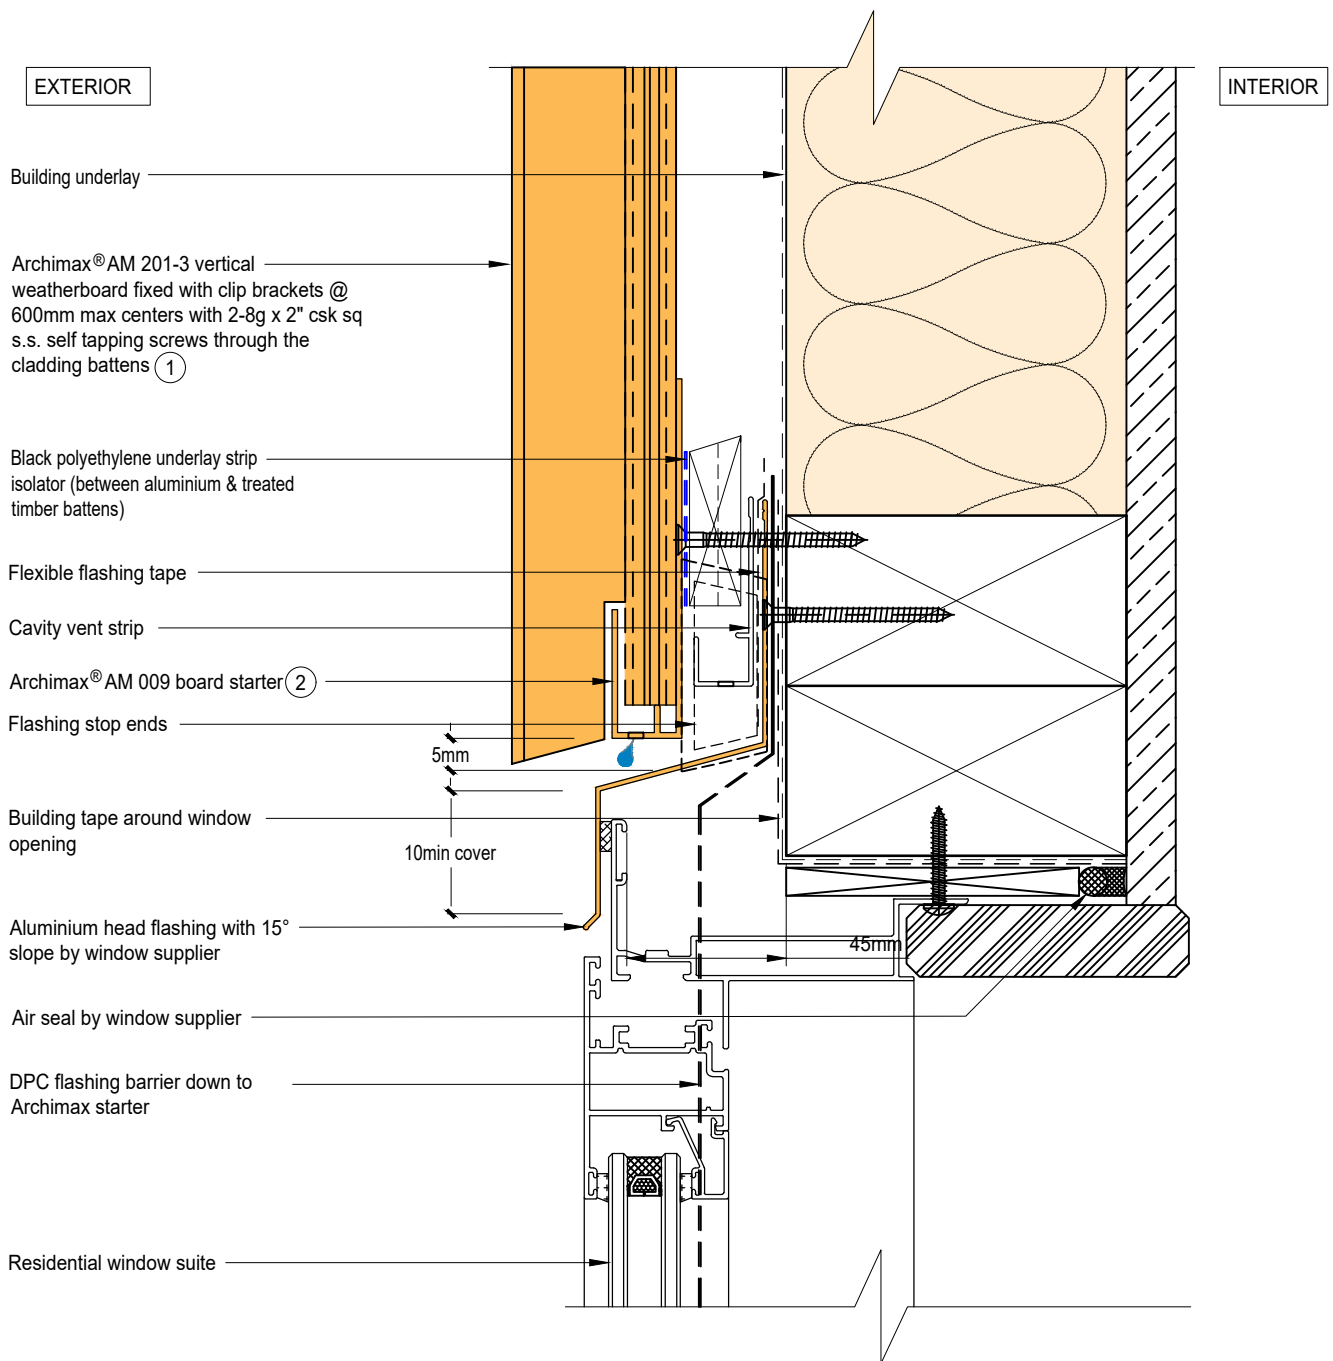 EXTERIOR
INTERIOR
Building underlay
Archimax® AM 201-3 vertical
weatherboard fixed with clip brackets @
600mm max centers with 2-8g x 2" csk sq
s.s. self tapping screws through the
cladding battens 1
Black polyethylene underlay strip
isolator (between aluminium & treated
timber battens)
Flexible flashing tape
Cavity vent strip
Archimax® AM 009 board starter 2
Flashing stop ends
5mm
Building tape around window
opening
10min cover
Aluminium head flashing with 15°
slope by window supplier
45mm
Air seal by window supplier
DPC flashing barrier down to
Archimax starter
Residential window suite